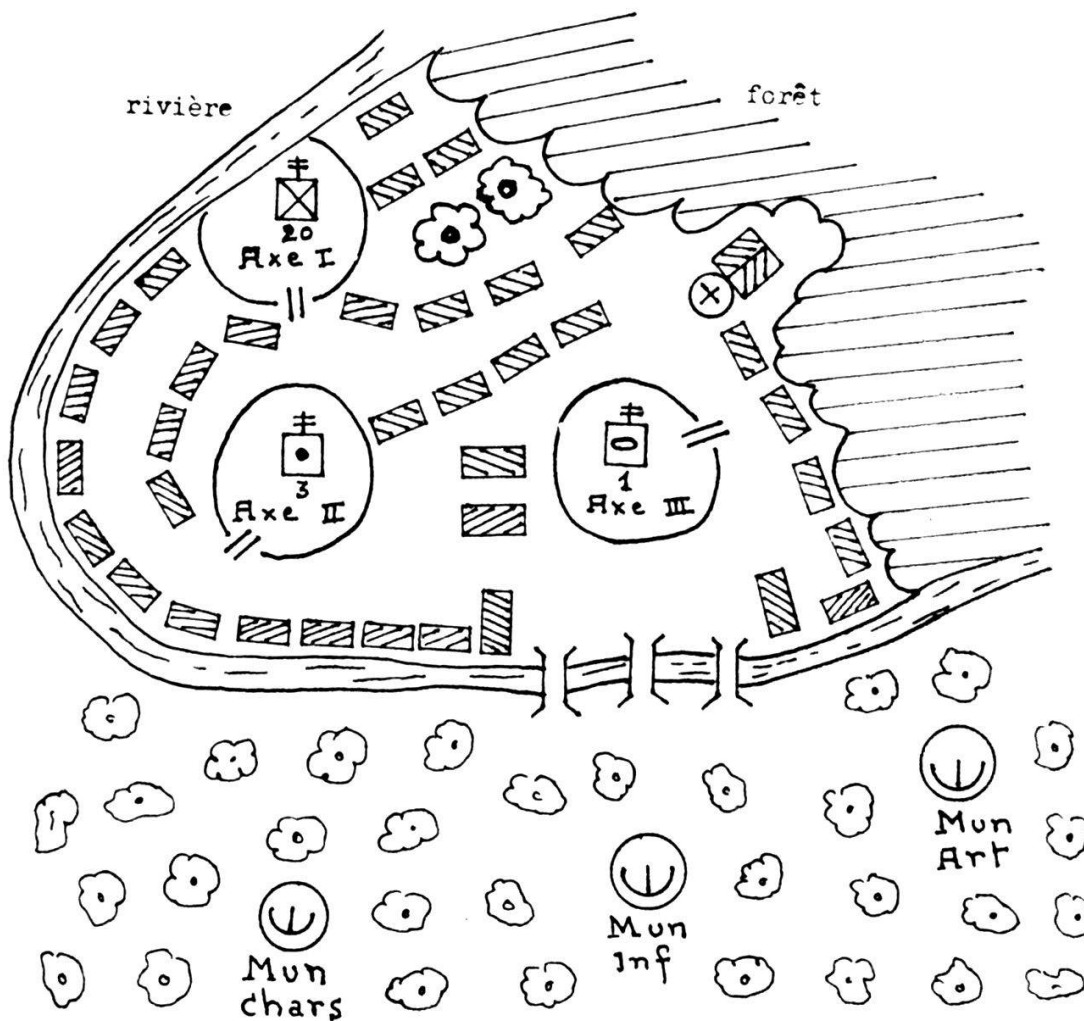 rivière
forêt
20
Axe I
3
Axe II
1
Axe III
Mun
Art
Mun
Inf
Mun
chars